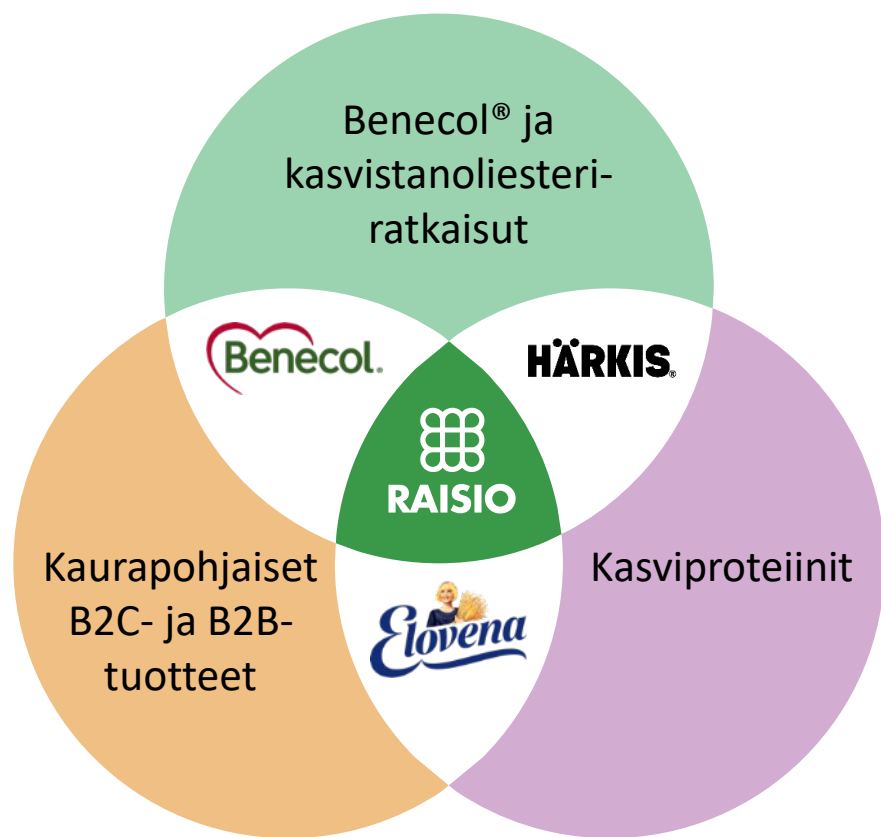 Benecol® ja
kasvistanoliesteri-
ratkaisut
Benecol®
HÄRKIS®
RAISIO
Kaurapohjaiset
B2C- ja B2B-
tuotteet
Elovena
Kasviproteiinit